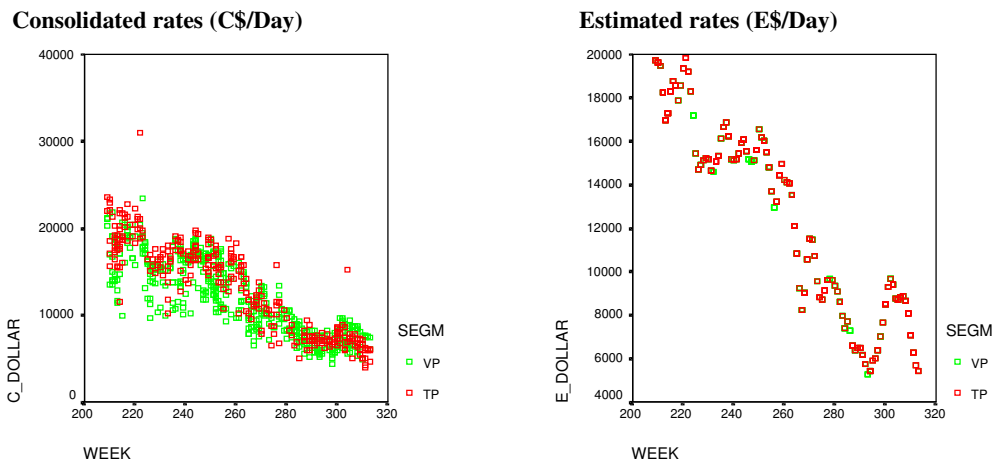 Consolidated rates (C$/Day)
40000
30000
20000
10000
0
200
220
240
260
280
300
320
C_DOLLAR
WEEK
SEGM
VP
TP
Estimated rates (E$/Day)
20000
18000
16000
14000
12000
10000
8000
6000
4000
200
220
240
260
280
300
320
E_DOLLAR
WEEK
SEGM
VP
TP